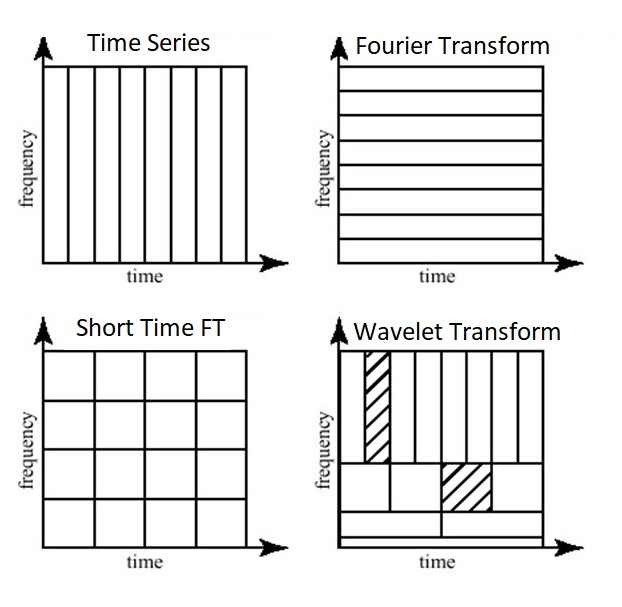 Time Series
frequency
time
Fourier Transform
frequency
time
Short Time FT
frequency
time
Wavelet Transform
frequency
time